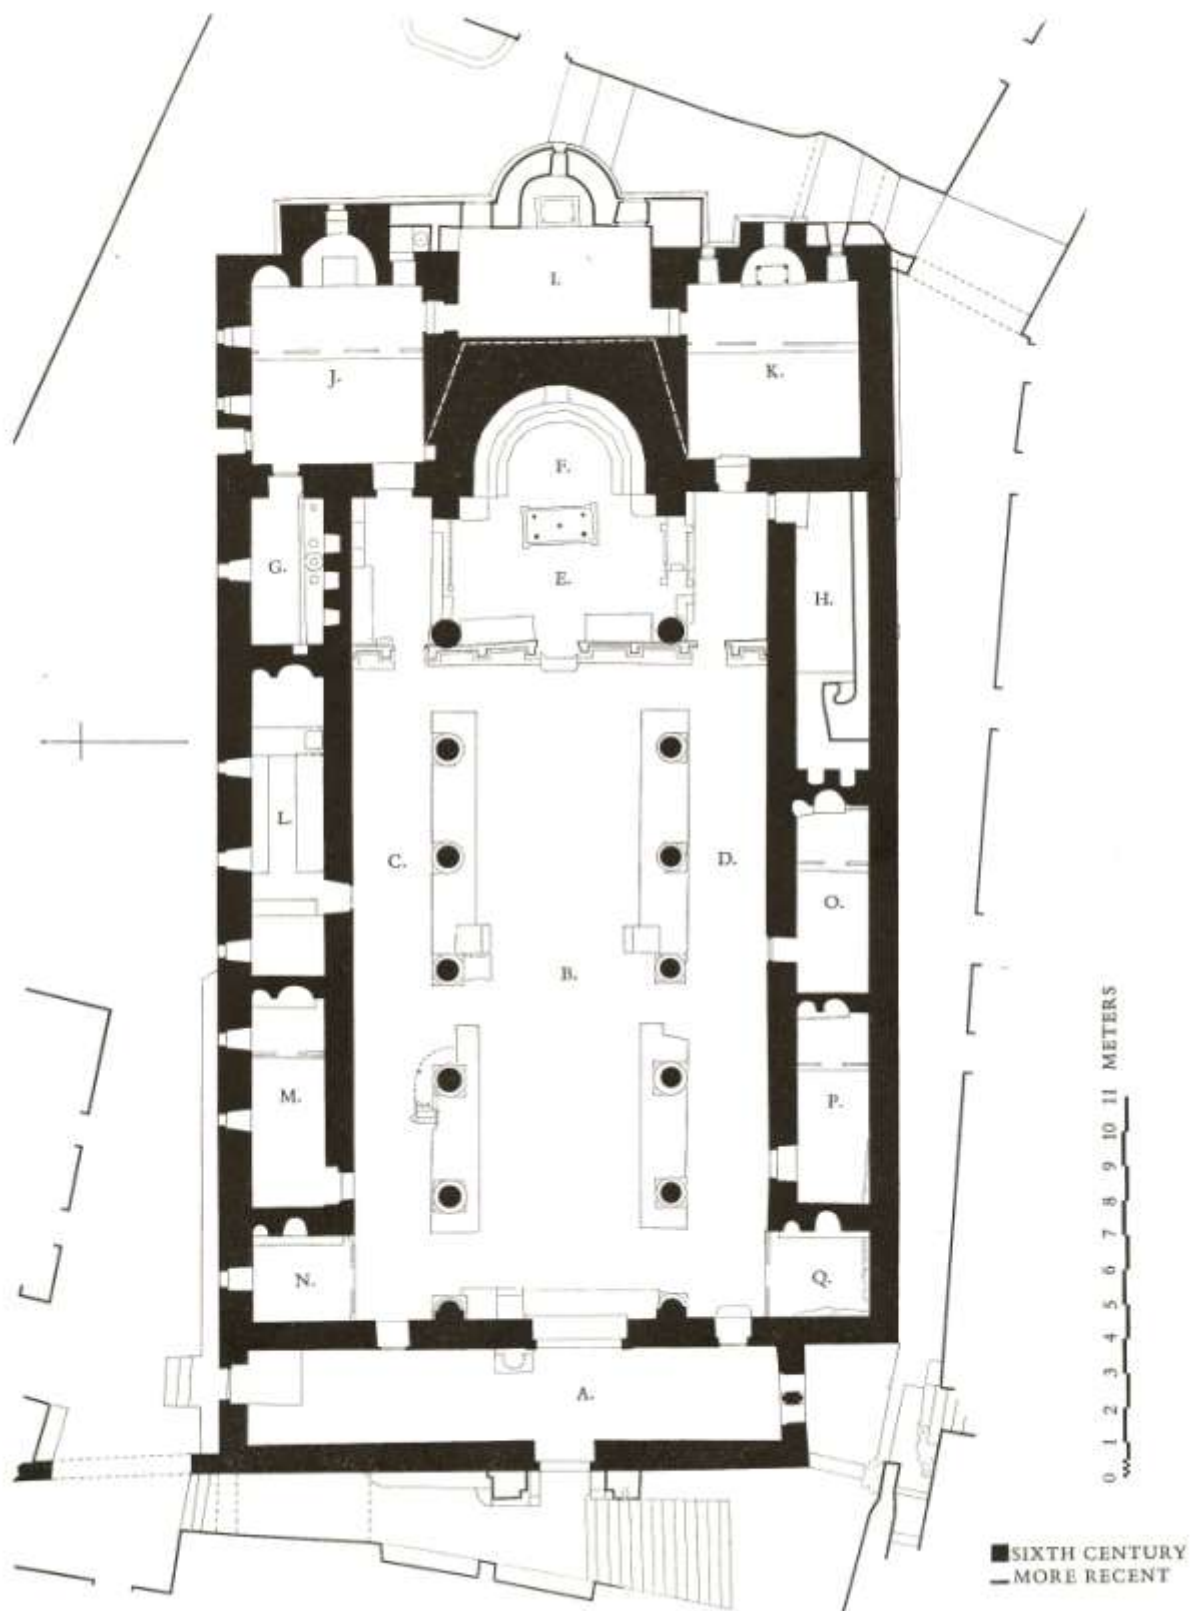 I.
J.
K.
F.
G.
E.
H.
L.
C.
D.
O.
B.
M.
P.
N.
Q.
A.
0 1 2 3 4 5 6 7 8 9 10 11 METERS
SIXTH CENTURY
MORE RECENT